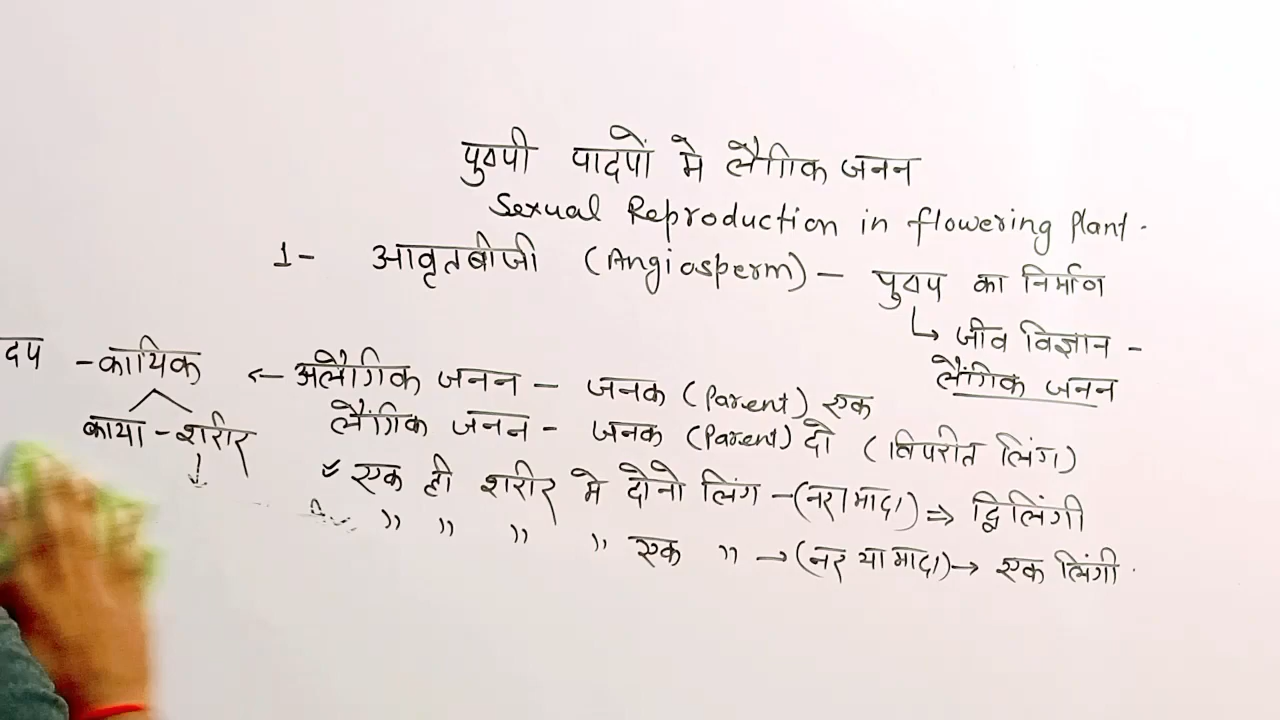 पुष्पी पादपों मे लैगिक जनन
Sexual Reproduction in flowering Plant.
1- आवृतबीजी (Angiosperm) - पुष्प का निर्माण
↳ जीव विज्ञान -
लैंगिक जनन
दप -कायिक ← अलैगिक जनन - जनक (Parent) एक
काया - शरीर
लैंगिक जनन - जनक (Parent) दो (विपरीत लिंग)
एक ही शरीर मे दोनो लिंग -(नर/मादा) ⇒ द्विलिंगी
" " " " एक " → (नर या मादा) → एक लिंगी